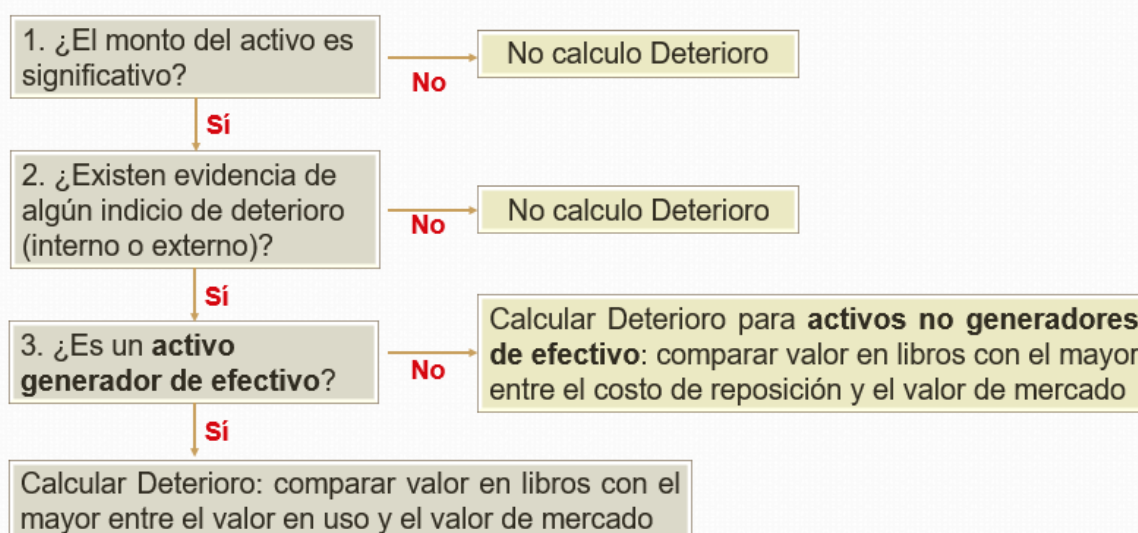 1. ¿El monto del activo es
significativo?
No
No calculo Deterioro
Sí
2. ¿Existen evidencia de
algún indicio de deterioro
(interno o externo)?
No
No calculo Deterioro
Sí
3. ¿Es un activo
generador de efectivo?
No
Calcular Deterioro para activos no generadores
de efectivo: comparar valor en libros con el mayor
entre el costo de reposición y el valor de mercado
Sí
Calcular Deterioro: comparar valor en libros con el
mayor entre el valor en uso y el valor de mercado